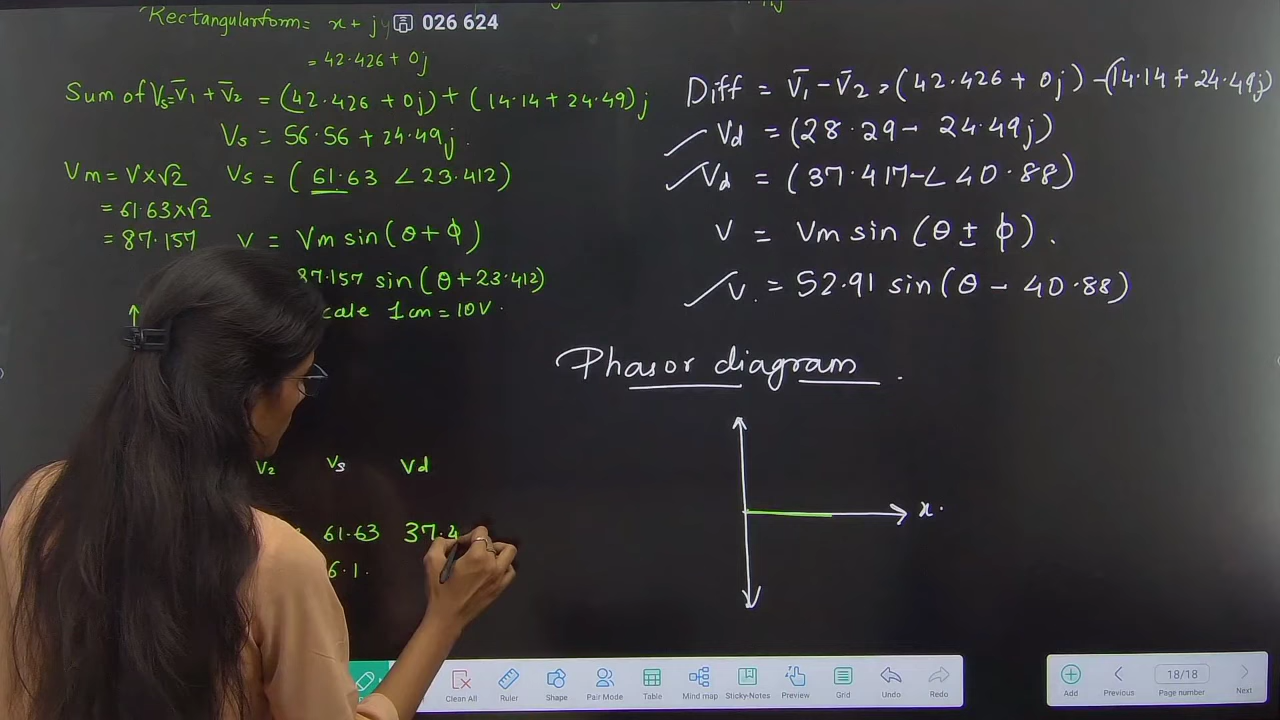 Rectangularform = x + jy
026 624
= 42.426 + 0j
Sum of Vs = V̄1 + V̄2 = (42.426 + 0j) + (14.14 + 24.49)j
Vs = 56.56 + 24.49j.
Vm = V×√2 Vs = (61.63 ∠ 23.412)
= 61.63×√2
= 87.157 V = Vm sin(θ + ϕ)
87.157 sin(θ + 23.412)
cale 1cm = 10V.
V2 Vs Vd
61.63 37.4
6.1.
Diff = V̄1 − V̄2 = (42.426 + 0j) − (14.14 + 24.49j)
✓ Vd = (28.29 − 24.49j)
✓ Vd = (37.417 −∠ 40.88)
V = Vm sin(θ ± ϕ).
✓ V. = 52.91 sin(θ − 40.88)
Phasor diagram.
x.
Clean All Ruler Shape Pair Mode Table Mind map Sticky-Notes Preview Grid Undo Redo
Add Previous 18/18 Page number Next